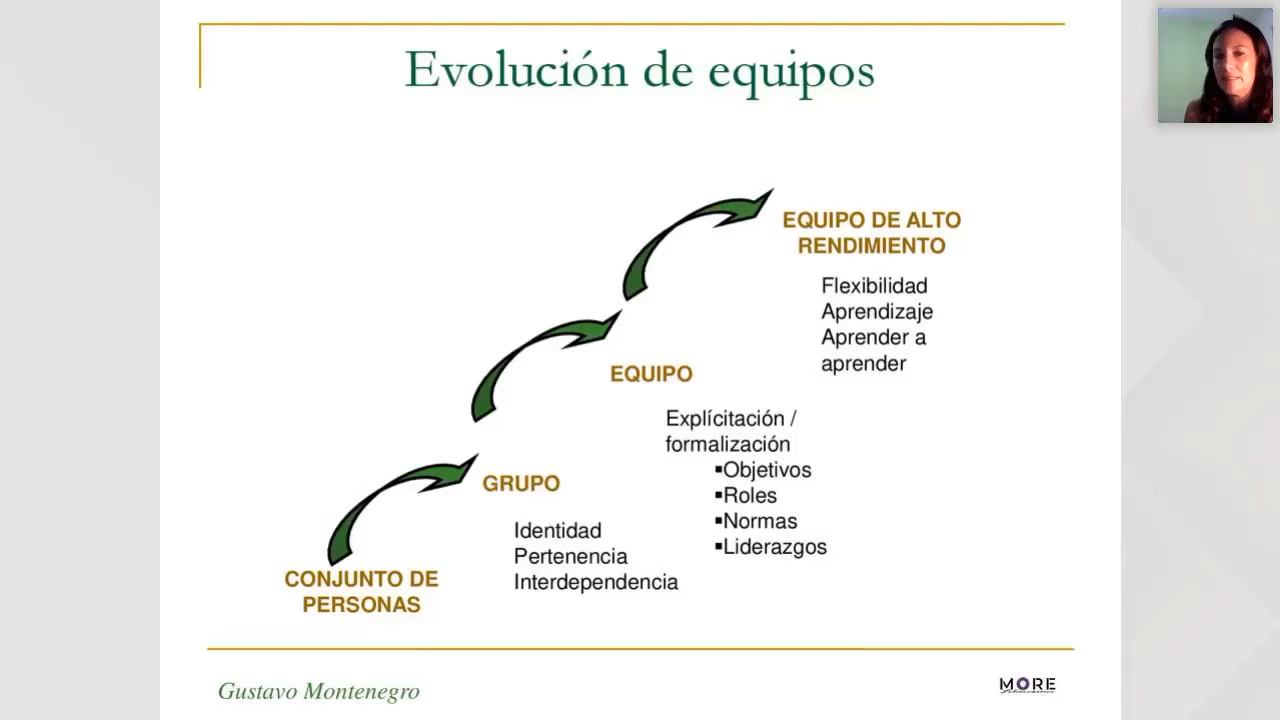 Evolución de equipos
EQUIPO DE ALTO
RENDIMIENTO
Flexibilidad
Aprendizaje
Aprender a
aprender
EQUIPO
Explícitación /
formalización
▪Objetivos
▪Roles
▪Normas
▪Liderazgos
GRUPO
Identidad
Pertenencia
Interdependencia
CONJUNTO DE
PERSONAS
Gustavo Montenegro
MORE